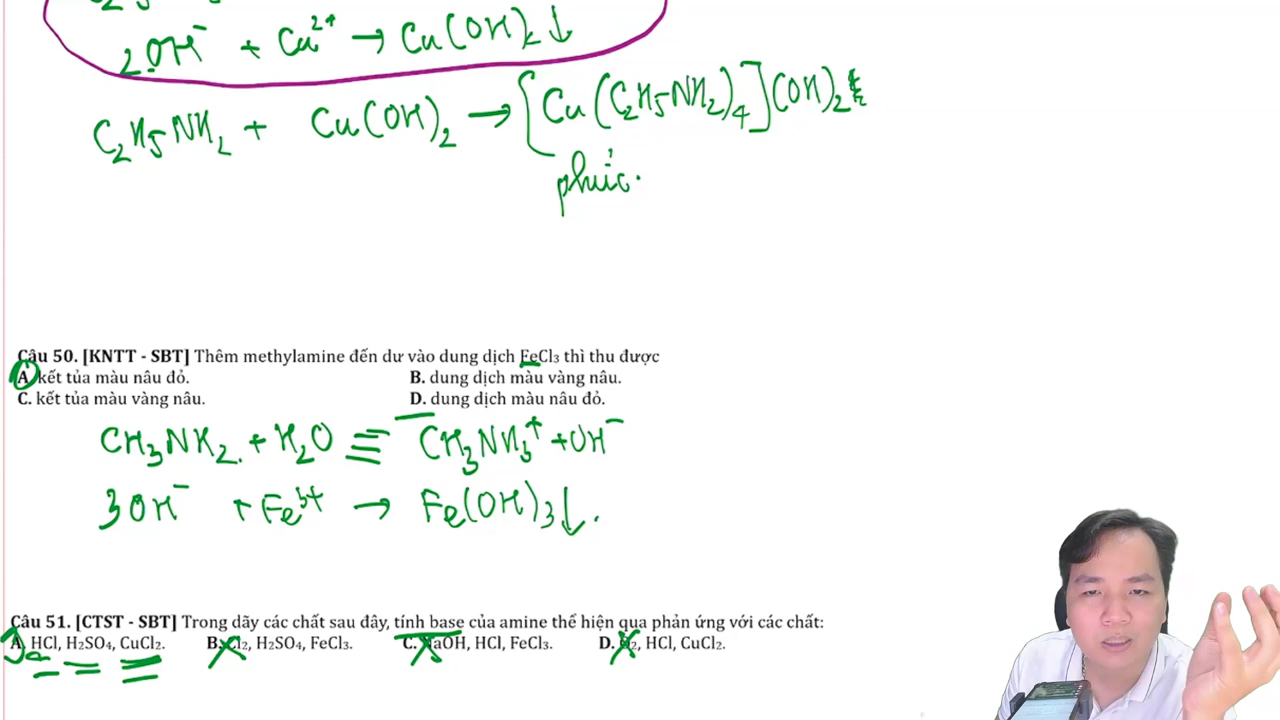 2OH⁻ + Cu²⁺ → Cu(OH)₂↓
C₂H₅NH₂ + Cu(OH)₂ → [Cu(C₂H₅NH₂)₄](OH)₂
phức.
Câu 50. [KNTT - SBT] Thêm methylamine đến dư vào dung dịch FeCl₃ thì thu được
A. kết tủa màu nâu đỏ. B. dung dịch màu vàng nâu.
C. kết tủa màu vàng nâu. D. dung dịch màu nâu đỏ.
CH₃NH₂ + H₂O ⇌ CH₃NH₃⁺ + OH⁻
3OH⁻ + Fe³⁺ → Fe(OH)₃↓.
Câu 51. [CTST - SBT] Trong dãy các chất sau đây, tính base của amine thể hiện qua phản ứng với các chất:
A. HCl, H₂SO₄, CuCl₂. B. Cl₂, H₂SO₄, FeCl₃. C. NaOH, HCl, FeCl₃. D. O₂, HCl, CuCl₂.